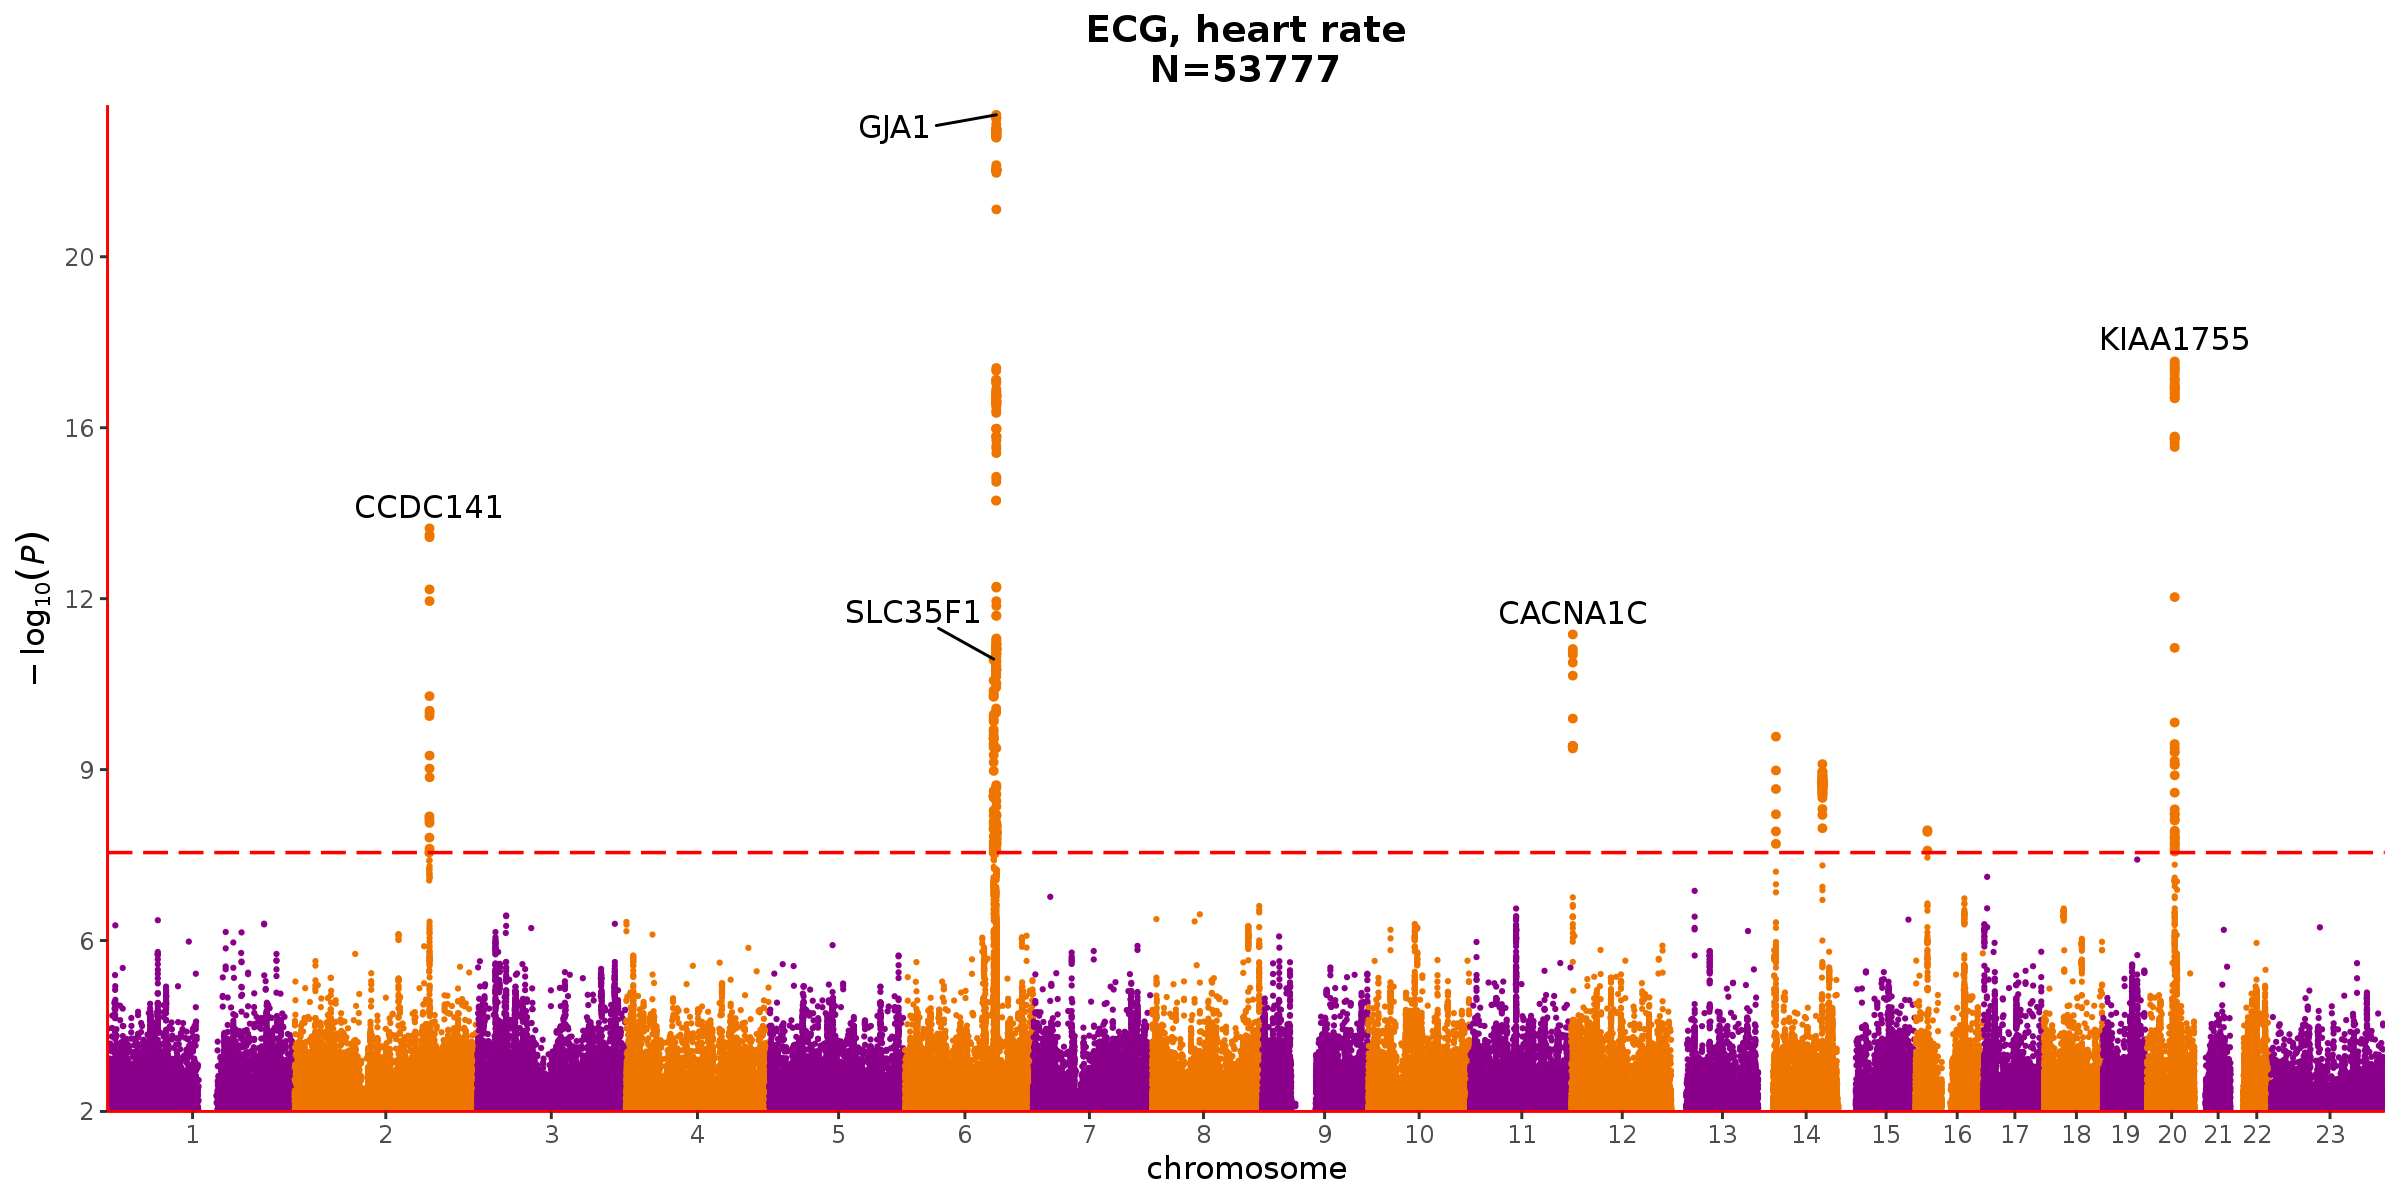 ECG, heart rate
N=53777
GJA1
KIAA1755
CCDC141
SLC35F1
CACNA1C
20
16
12
9
6
2
− log10(P)
1 2 3 4 5 6 7 8 9 10 11 12 13 14 15 16 17 18 19 20 21 22 23
chromosome